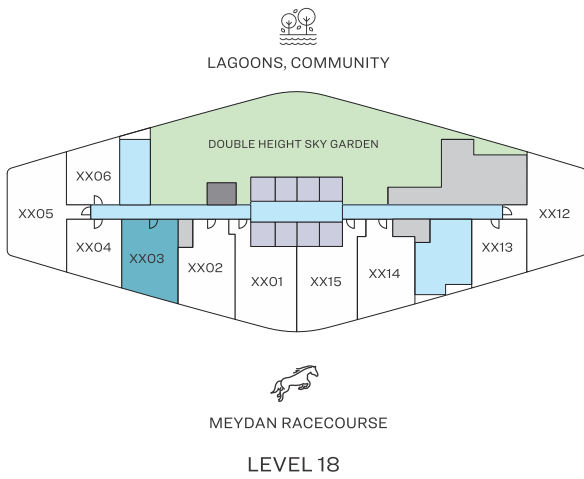 LAGOONS, COMMUNITY
DOUBLE HEIGHT SKY GARDEN
XX06
XX05
XX12
XX04
XX03
XX02
XX01
XX15
XX14
XX13
MEYDAN RACECOURSE
LEVEL 18